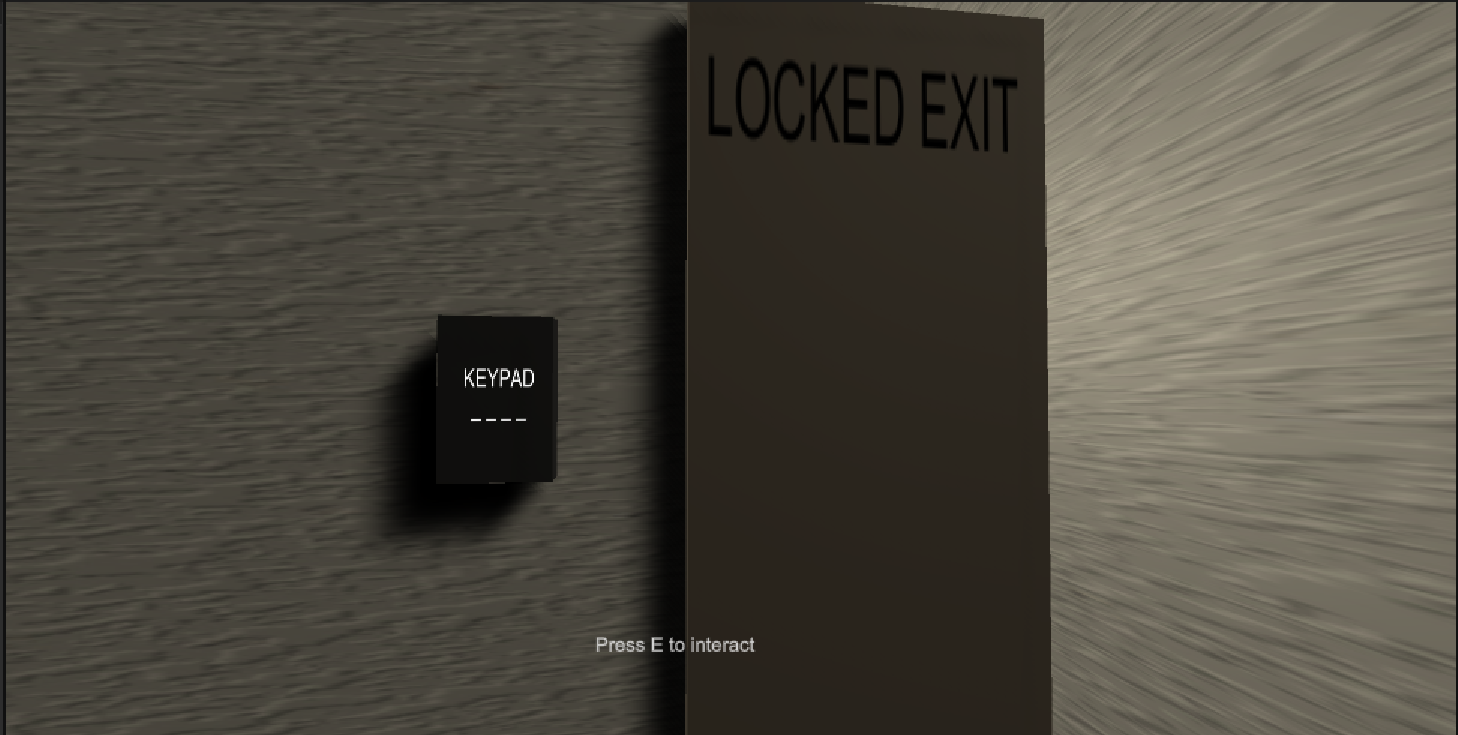 LOCKED EXIT
KEYPAD
----
Press E to interact